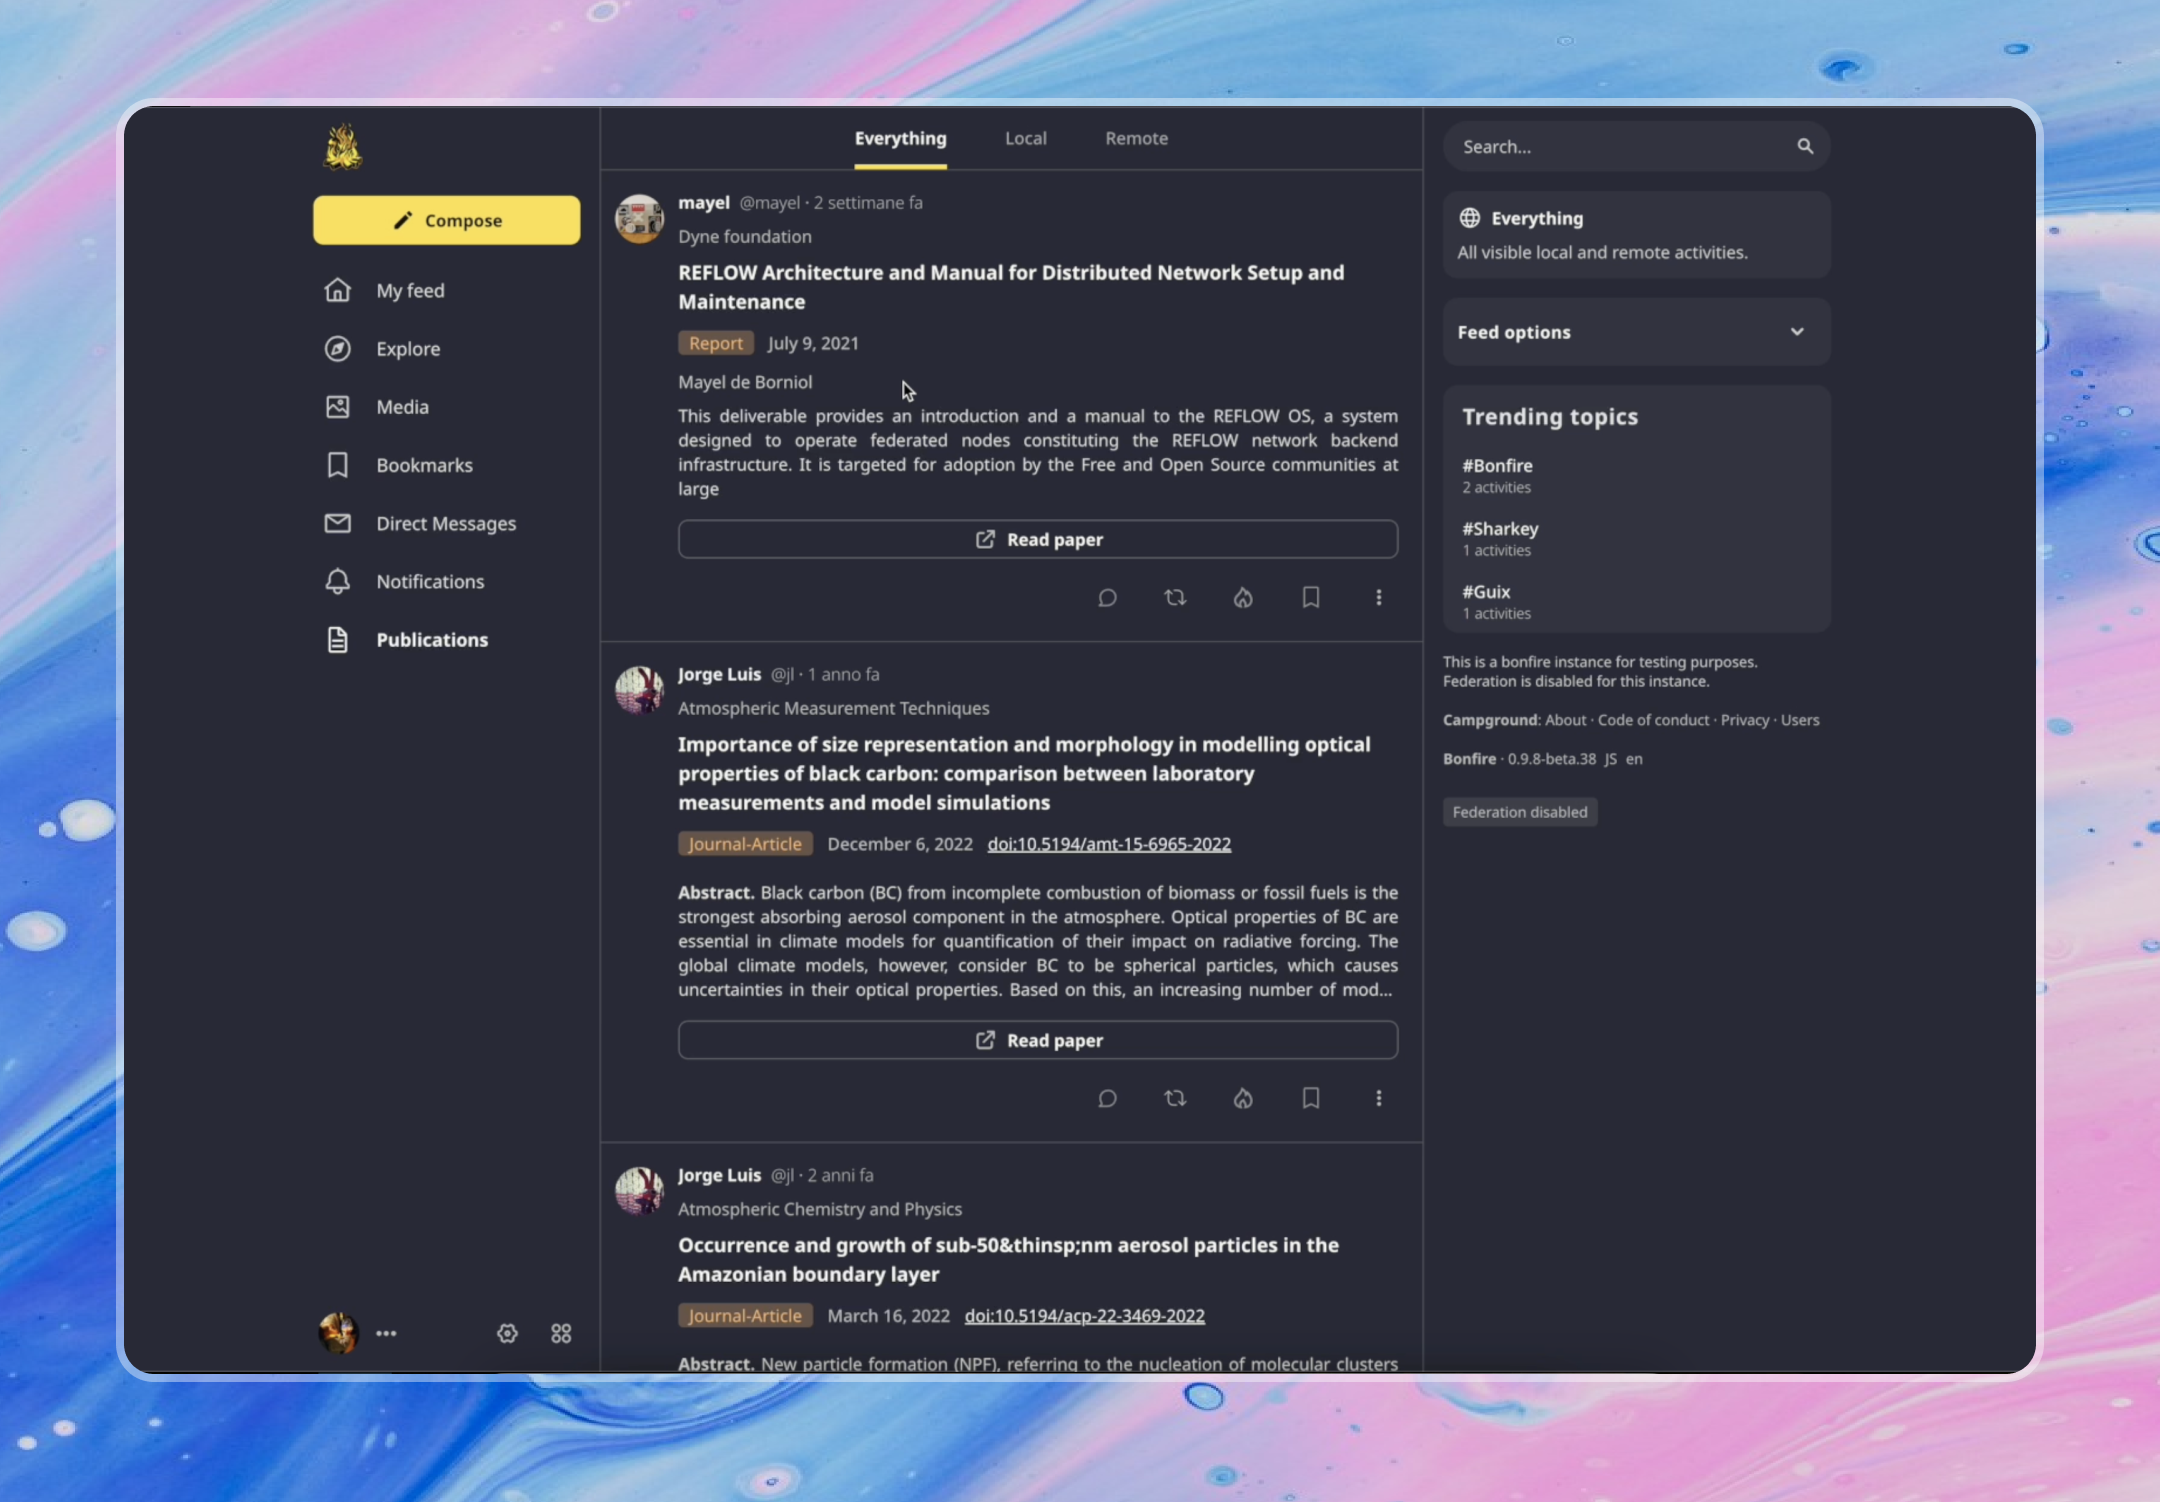 Compose
My feed
Explore
Media
Bookmarks
Direct Messages
Notifications
Publications
Everything Local Remote
mayel @mayel · 2 settimane fa
Dyne foundation
REFLOW Architecture and Manual for Distributed Network Setup and
Maintenance
Report July 9, 2021
Mayel de Borniol
This deliverable provides an introduction and a manual to the REFLOW OS, a system
designed to operate federated nodes constituting the REFLOW network backend
infrastructure. It is targeted for adoption by the Free and Open Source communities at
large
Read paper
Jorge Luis @jl · 1 anno fa
Atmospheric Measurement Techniques
Importance of size representation and morphology in modelling optical
properties of black carbon: comparison between laboratory
measurements and model simulations
Journal-Article December 6, 2022 doi:10.5194/amt-15-6965-2022
Abstract. Black carbon (BC) from incomplete combustion of biomass or fossil fuels is the
strongest absorbing aerosol component in the atmosphere. Optical properties of BC are
essential in climate models for quantification of their impact on radiative forcing. The
global climate models, however, consider BC to be spherical particles, which causes
uncertainties in their optical properties. Based on this, an increasing number of mod...
Read paper
Jorge Luis @jl · 2 anni fa
Atmospheric Chemistry and Physics
Occurrence and growth of sub-50&thinsp;nm aerosol particles in the
Amazonian boundary layer
Journal-Article March 16, 2022 doi:10.5194/acp-22-3469-2022
Abstract. New particle formation (NPF), referring to the nucleation of molecular clusters
Search...
Everything
All visible local and remote activities.
Feed options
Trending topics
#Bonfire
2 activities
#Sharkey
1 activities
#Guix
1 activities
This is a bonfire instance for testing purposes.
Federation is disabled for this instance.
Campground: About · Code of conduct · Privacy · Users
Bonfire · 0.9.8-beta.38 JS en
Federation disabled